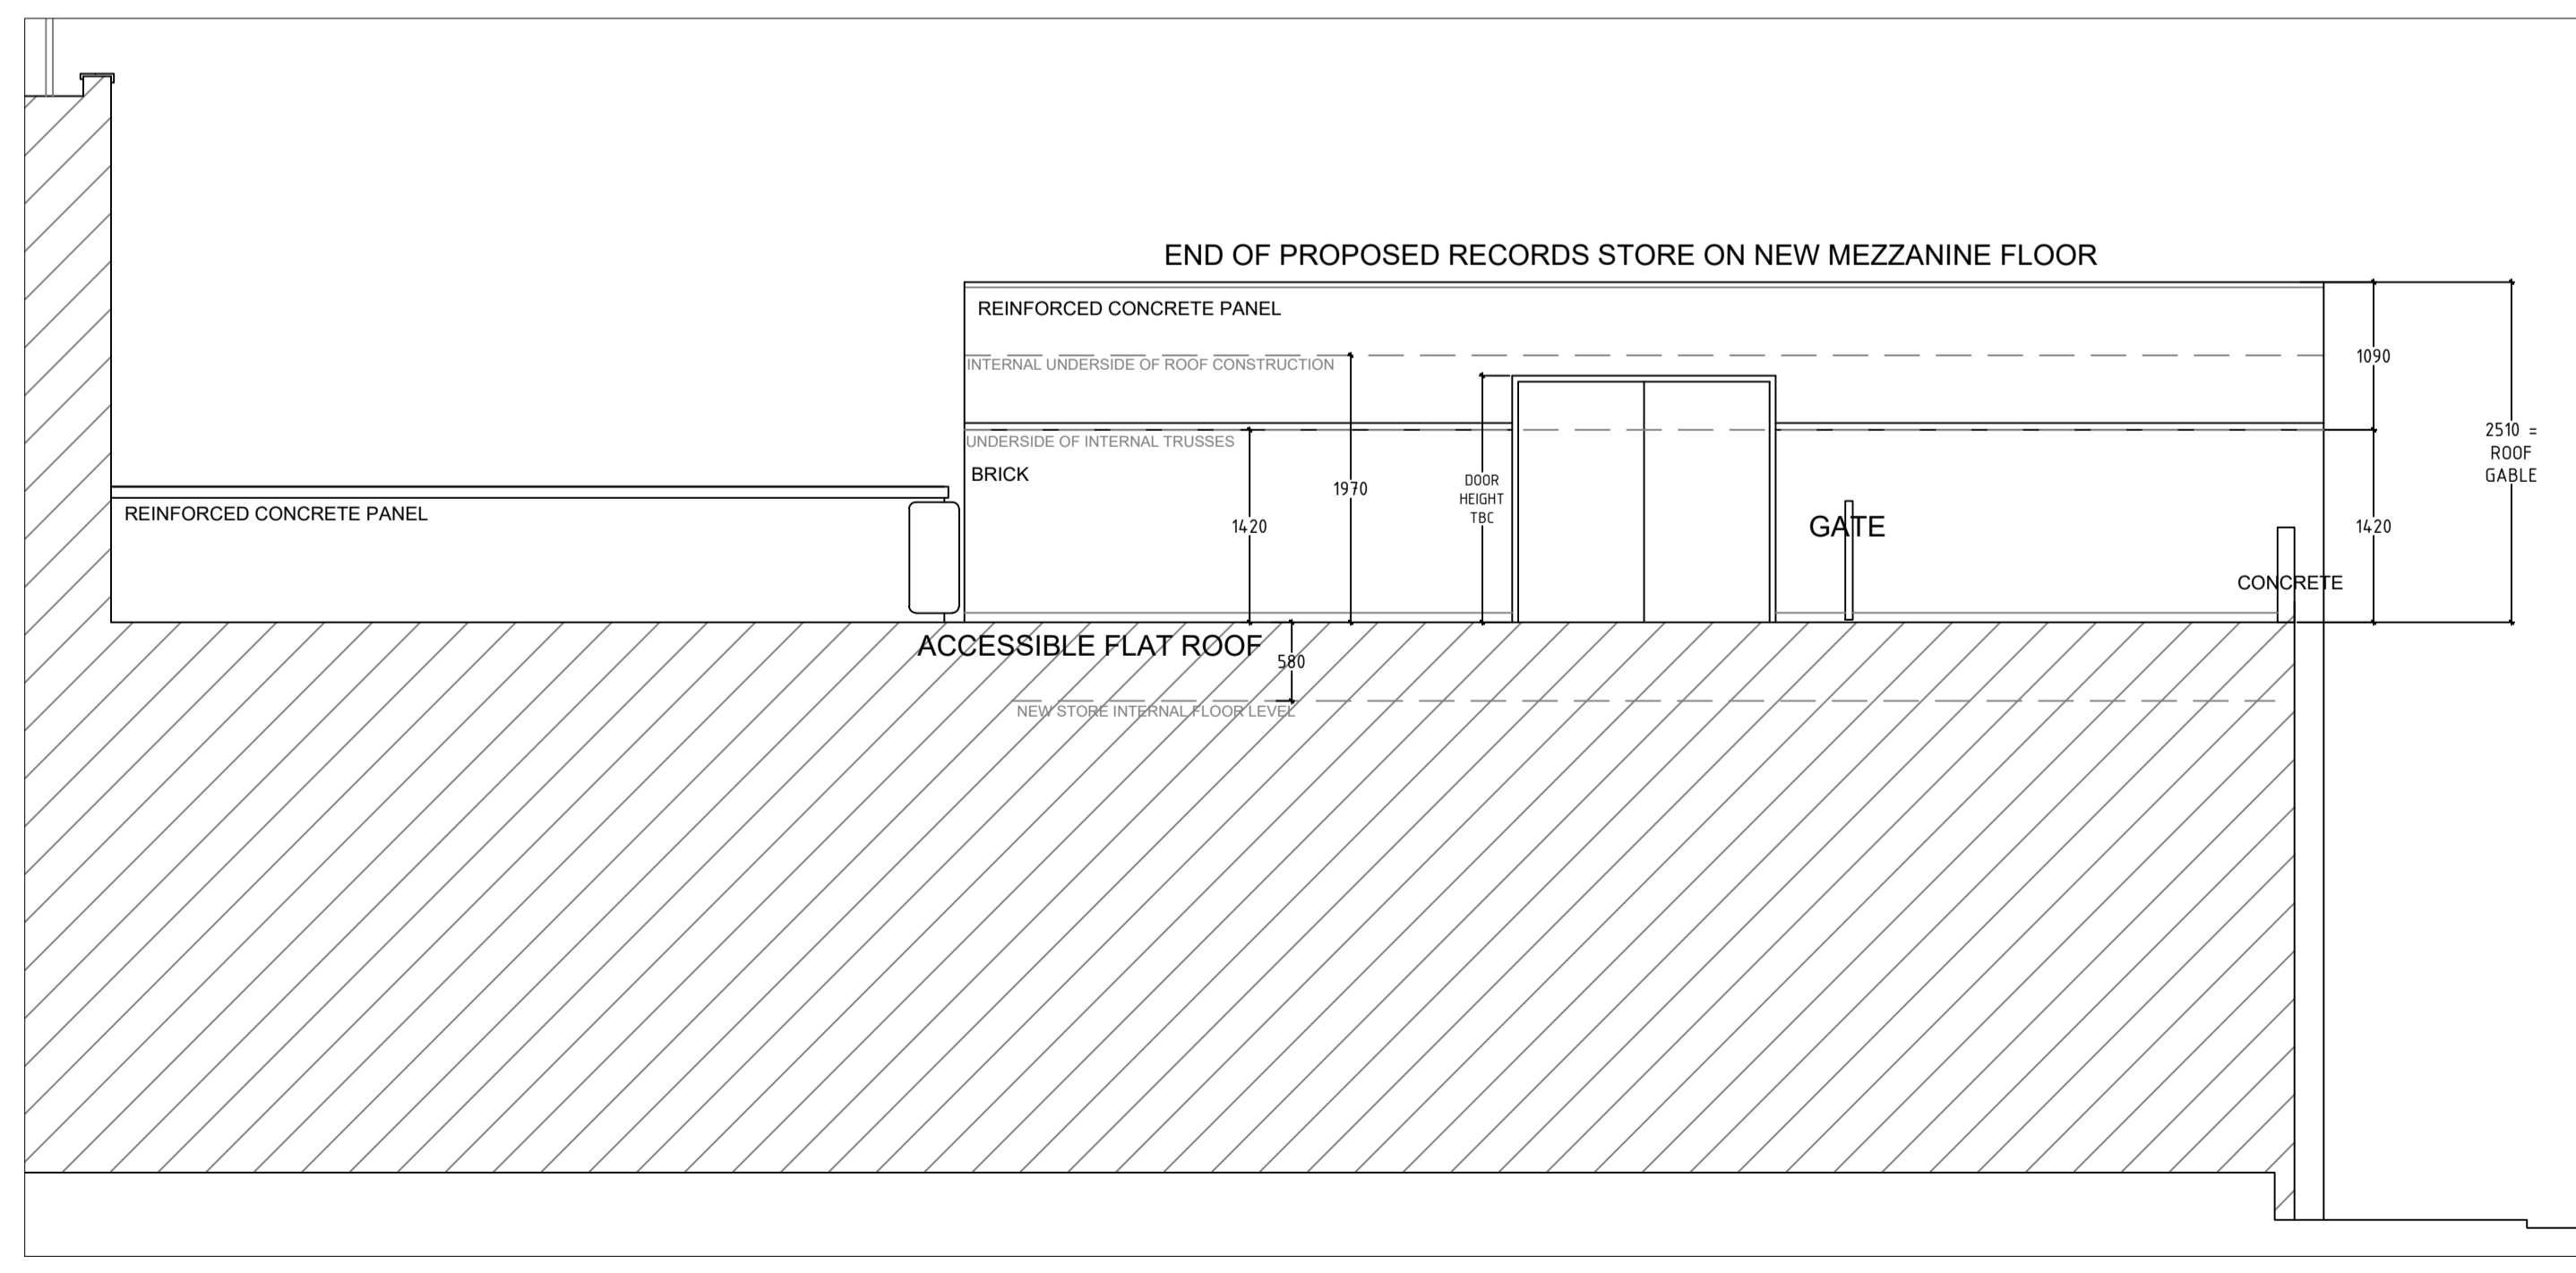 END OF PROPOSED RECORDS STORE ON NEW MEZZANINE FLOOR
REINFORCED CONCRETE PANEL
INTERNAL UNDERSIDE OF ROOF CONSTRUCTION
1090
2510 =
ROOF
GABLE
UNDERSIDE OF INTERNAL TRUSSES
BRICK
1970
DOOR
HEIGHT
TBC
REINFORCED CONCRETE PANEL
1420
GATE
1420
CONCRETE
ACCESSIBLE FLAT ROOF
580
NEW STORE INTERNAL FLOOR LEVEL